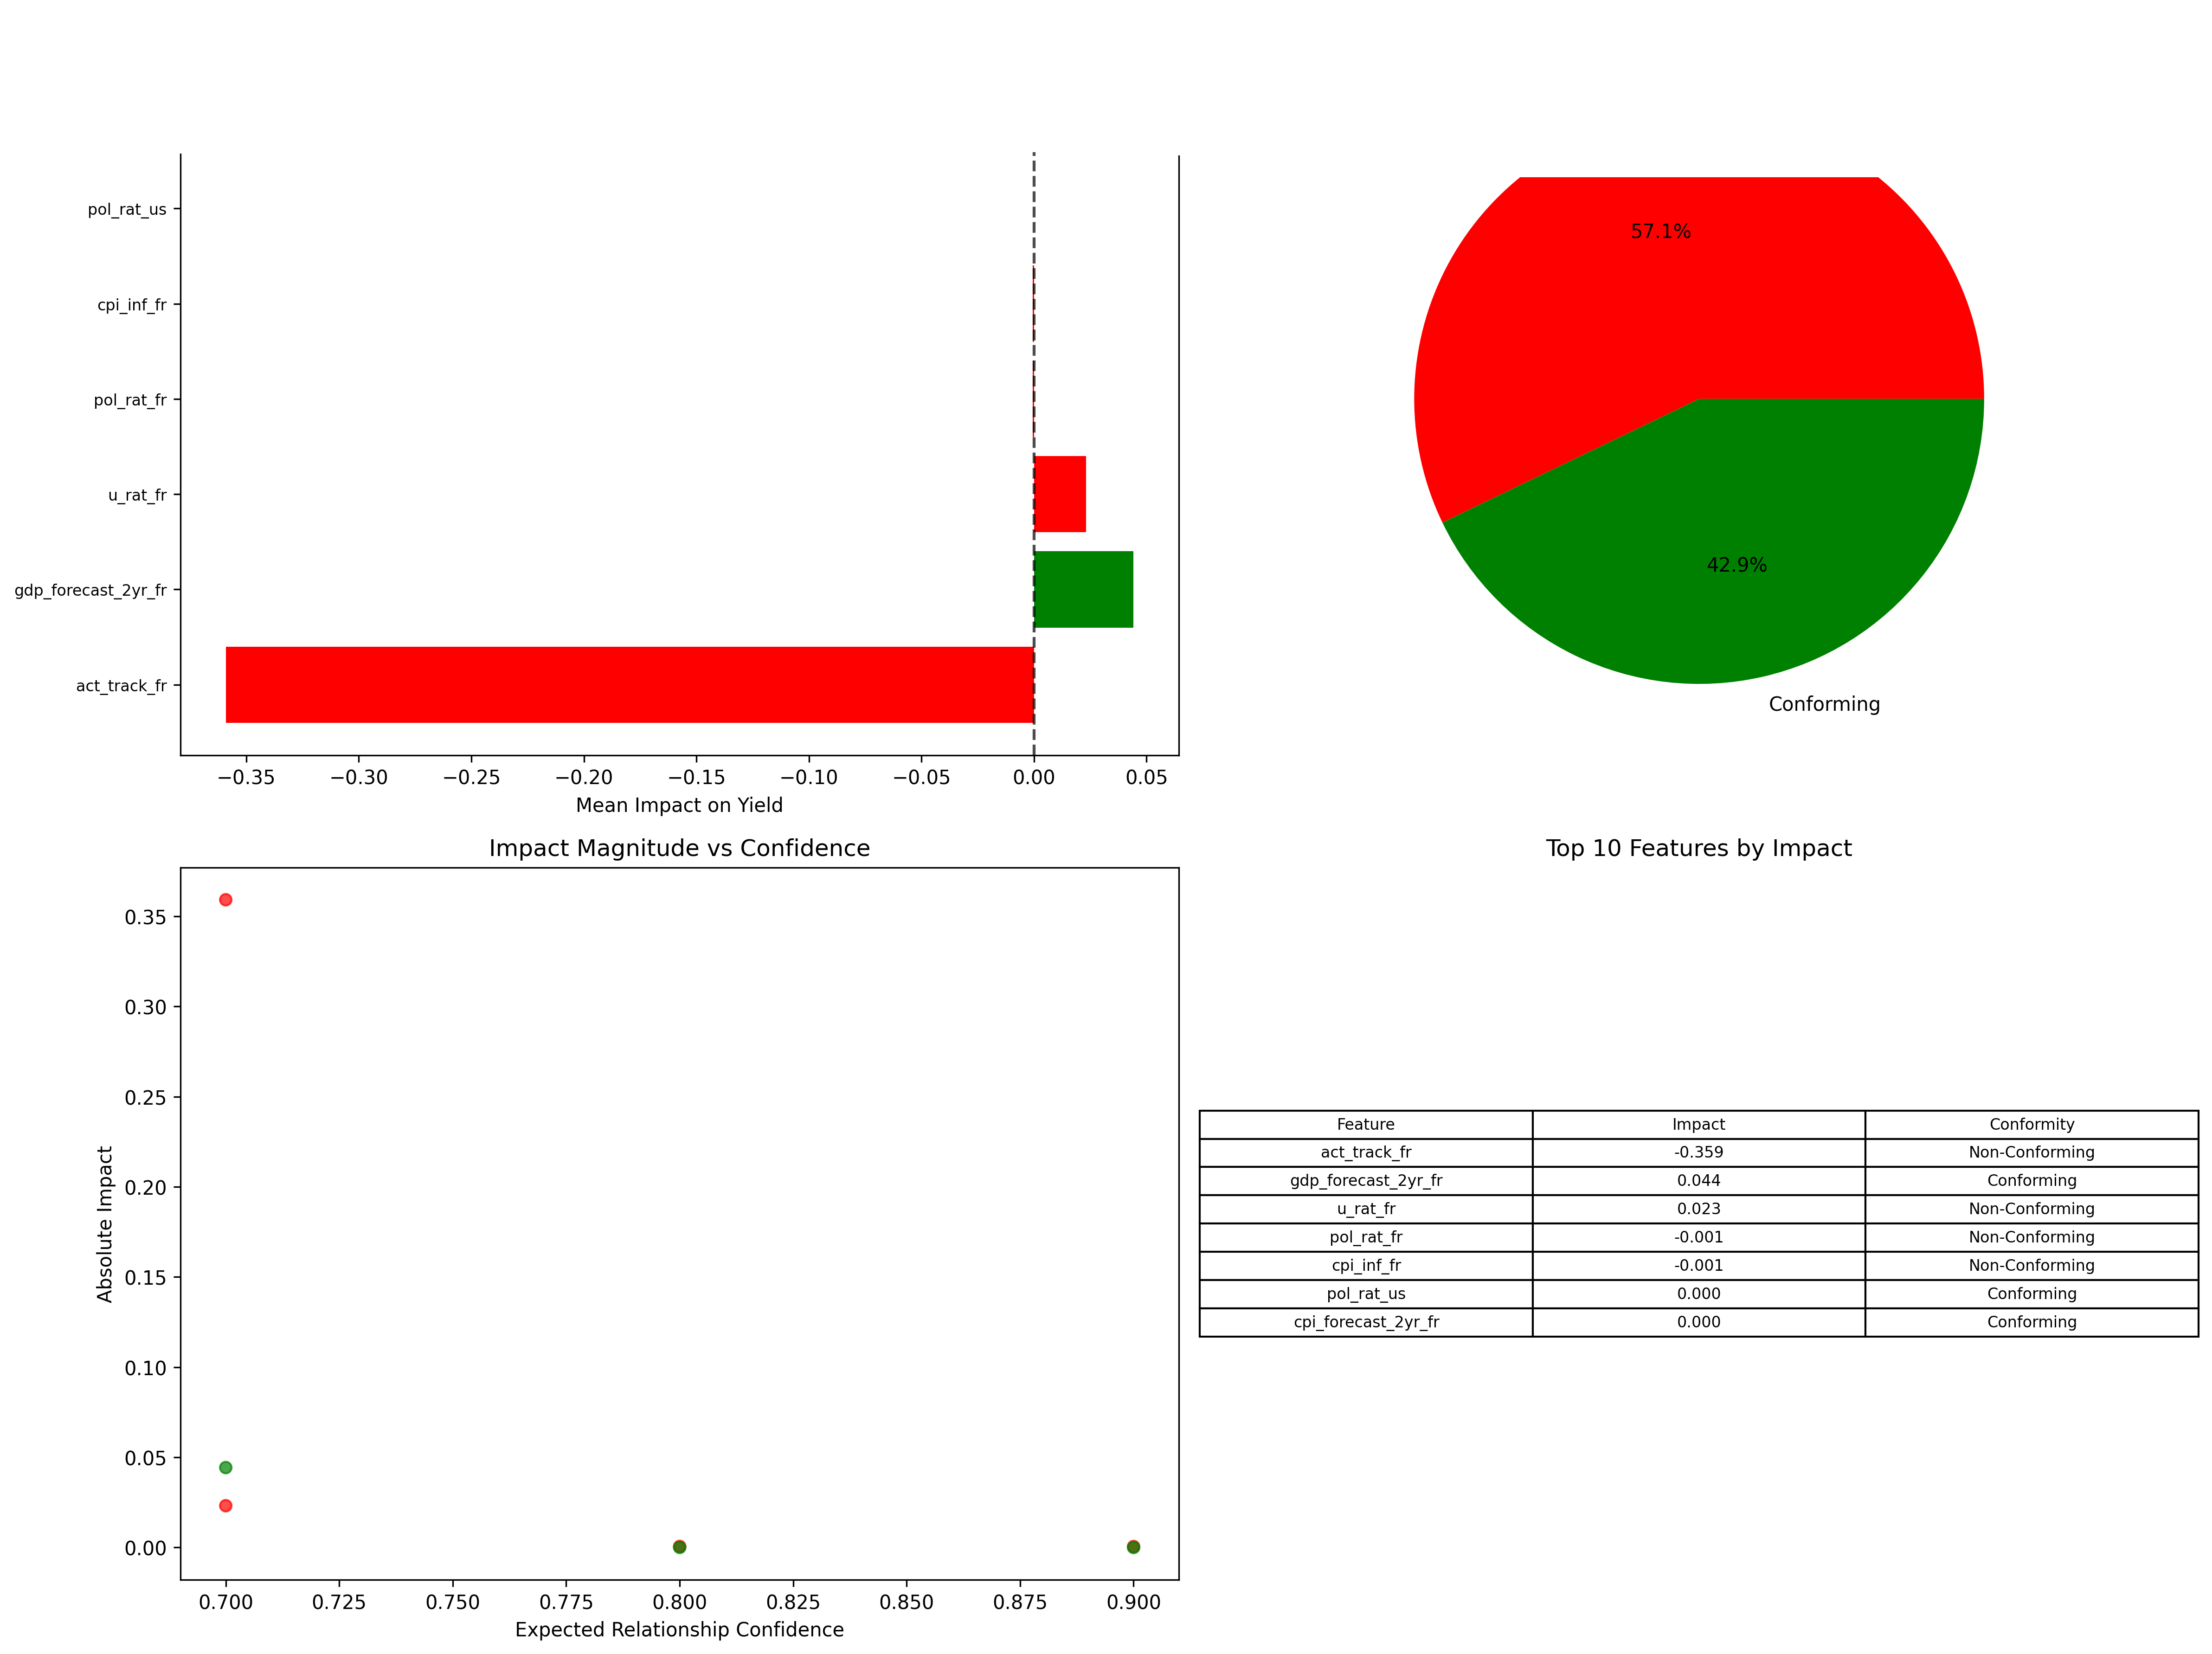 pol_rat_us
cpi_inf_fr
pol_rat_fr
u_rat_fr
gdp_forecast_2yr_fr
act_track_fr
−0.35 −0.30 −0.25 −0.20 −0.15 −0.10 −0.05 0.00 0.05
Mean Impact on Yield
57.1%
42.9%
Conforming
Impact Magnitude vs Confidence
0.35
0.30
0.25
0.20
0.15
0.10
0.05
0.00
Absolute Impact
0.700 0.725 0.750 0.775 0.800 0.825 0.850 0.875 0.900
Expected Relationship Confidence
Top 10 Features by Impact
Feature Impact Conformity
act_track_fr -0.359 Non-Conforming
gdp_forecast_2yr_fr 0.044 Conforming
u_rat_fr 0.023 Non-Conforming
pol_rat_fr -0.001 Non-Conforming
cpi_inf_fr -0.001 Non-Conforming
pol_rat_us 0.000 Conforming
cpi_forecast_2yr_fr 0.000 Conforming